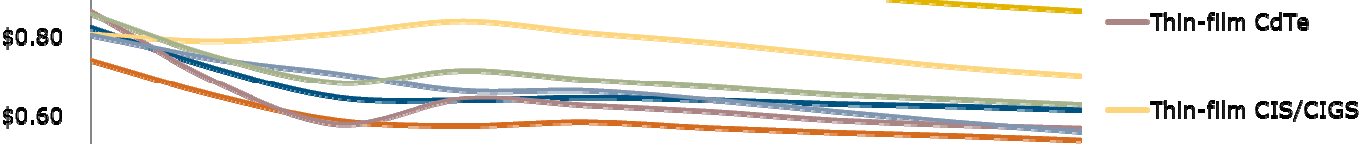 $0.80
$0.60
Thin-film CdTe
Thin-film CIS/CIGS